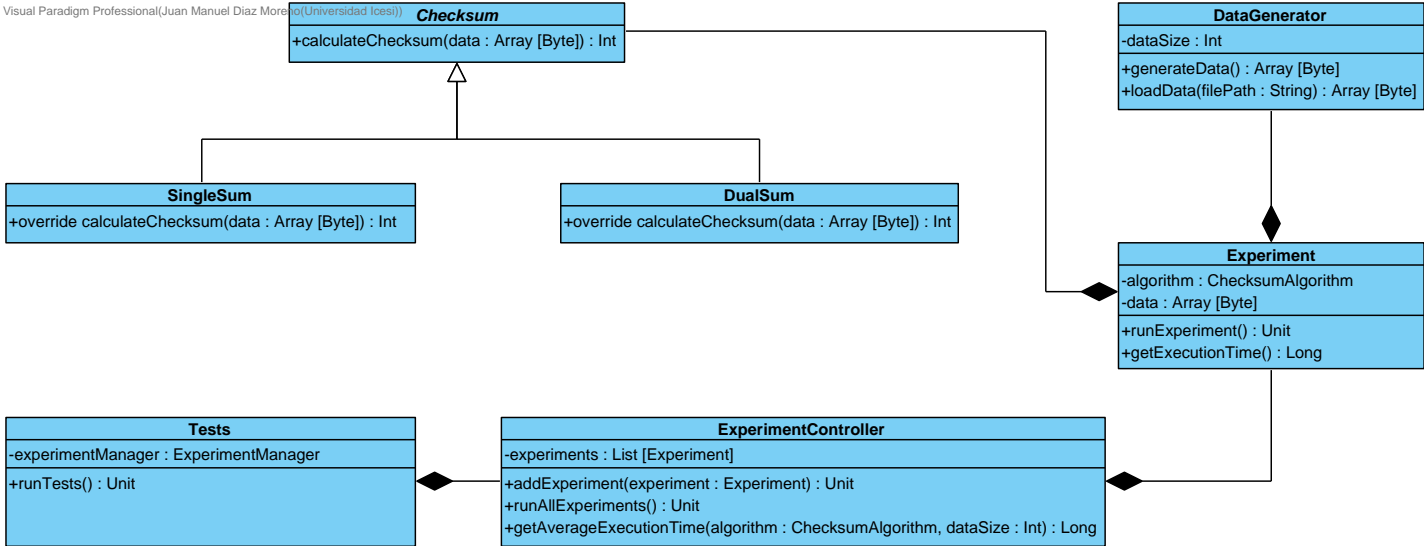 Visual Paradigm Professional(Juan Manuel Diaz Moreno(Universidad Icesi))
Checksum
+calculateChecksum(data : Array [Byte]) : Int
DataGenerator
-dataSize : Int
+generateData() : Array [Byte]
+loadData(filePath : String) : Array [Byte]
SingleSum
+override calculateChecksum(data : Array [Byte]) : Int
DualSum
+override calculateChecksum(data : Array [Byte]) : Int
Experiment
-algorithm : ChecksumAlgorithm
-data : Array [Byte]
+runExperiment() : Unit
+getExecutionTime() : Long
Tests
-experimentManager : ExperimentManager
+runTests() : Unit
ExperimentController
-experiments : List [Experiment]
+addExperiment(experiment : Experiment) : Unit
+runAllExperiments() : Unit
+getAverageExecutionTime(algorithm : ChecksumAlgorithm, dataSize : Int) : Long